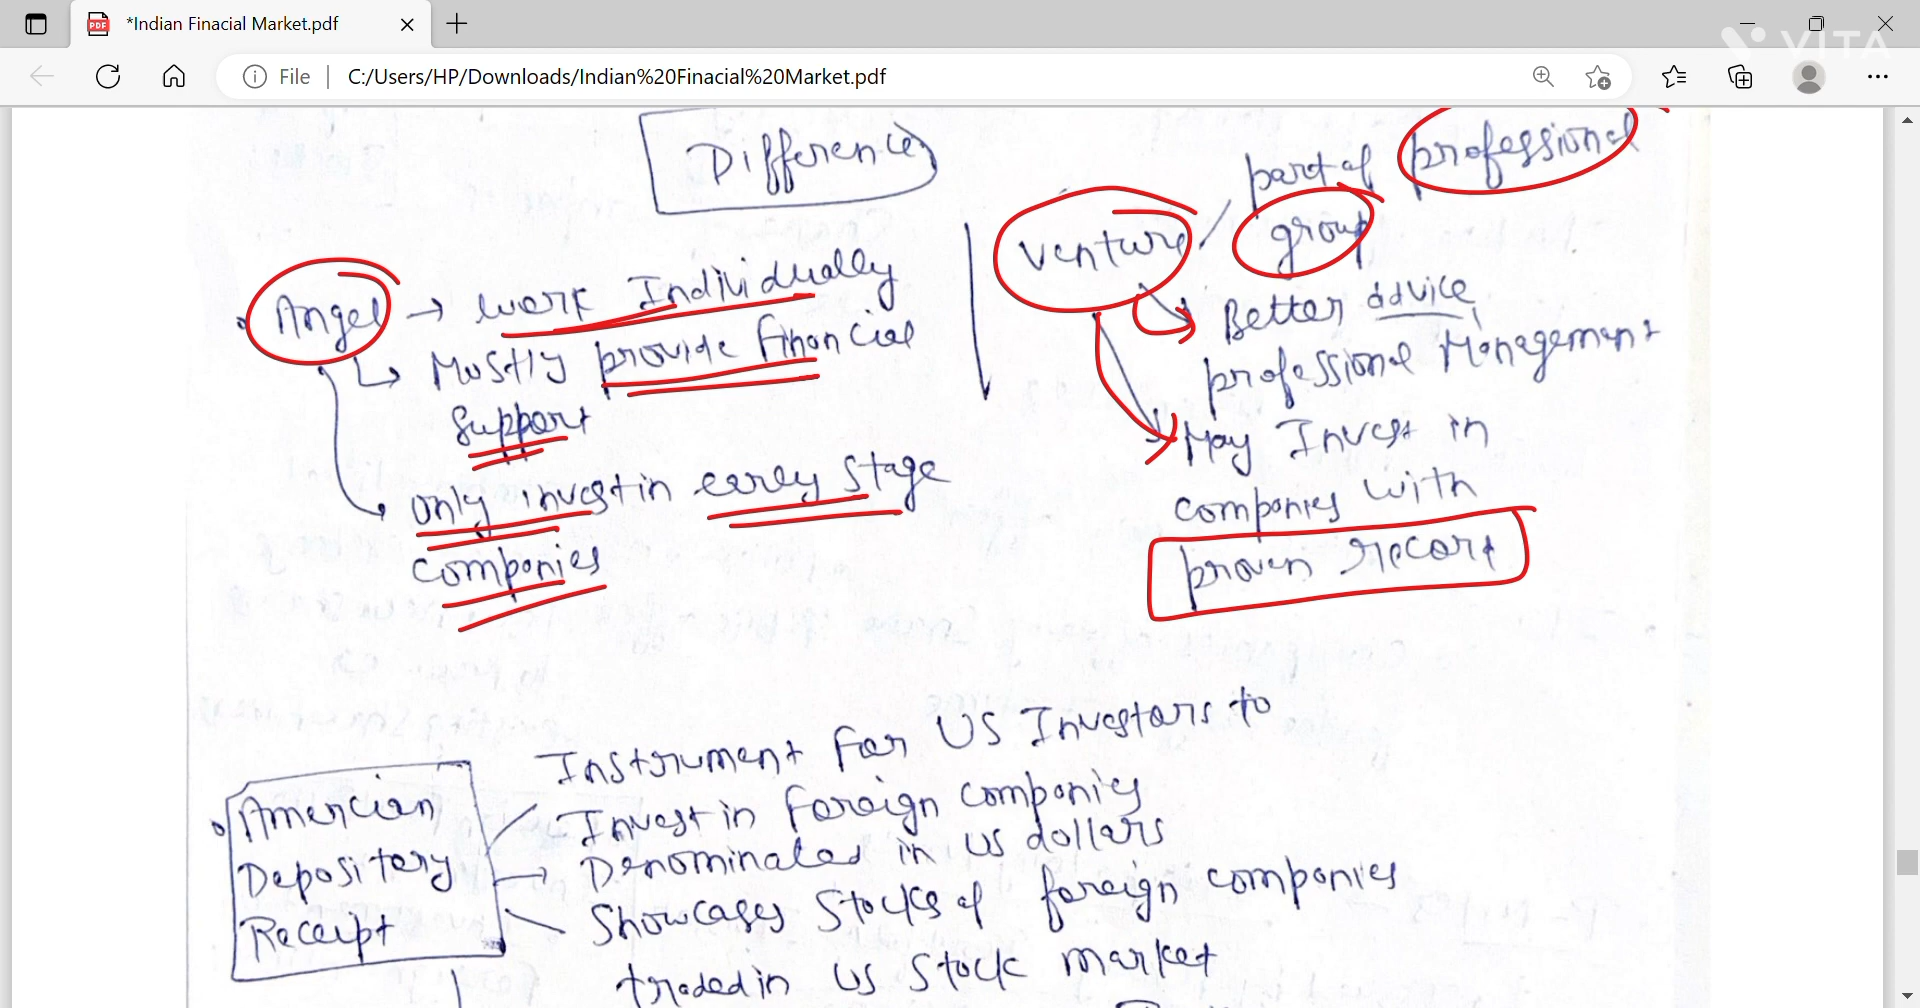 *Indian Finacial Market.pdf
VITA
File
C:/Users/HP/Downloads/Indian%20Finacial%20Market.pdf
Difference
Angel → work Individually
Mostly provide financial
support
only invest in early stage
companies
Venture / part of professional
group
Better advice,
professional Management
May Invest in
companies with
proven record
Amercian
Depository
Receipt
Instrument For US Investors to
Invest in foreign companies
→ Denominated in US dollars
Showcases Stocks of foreign companies
traded in US Stock market